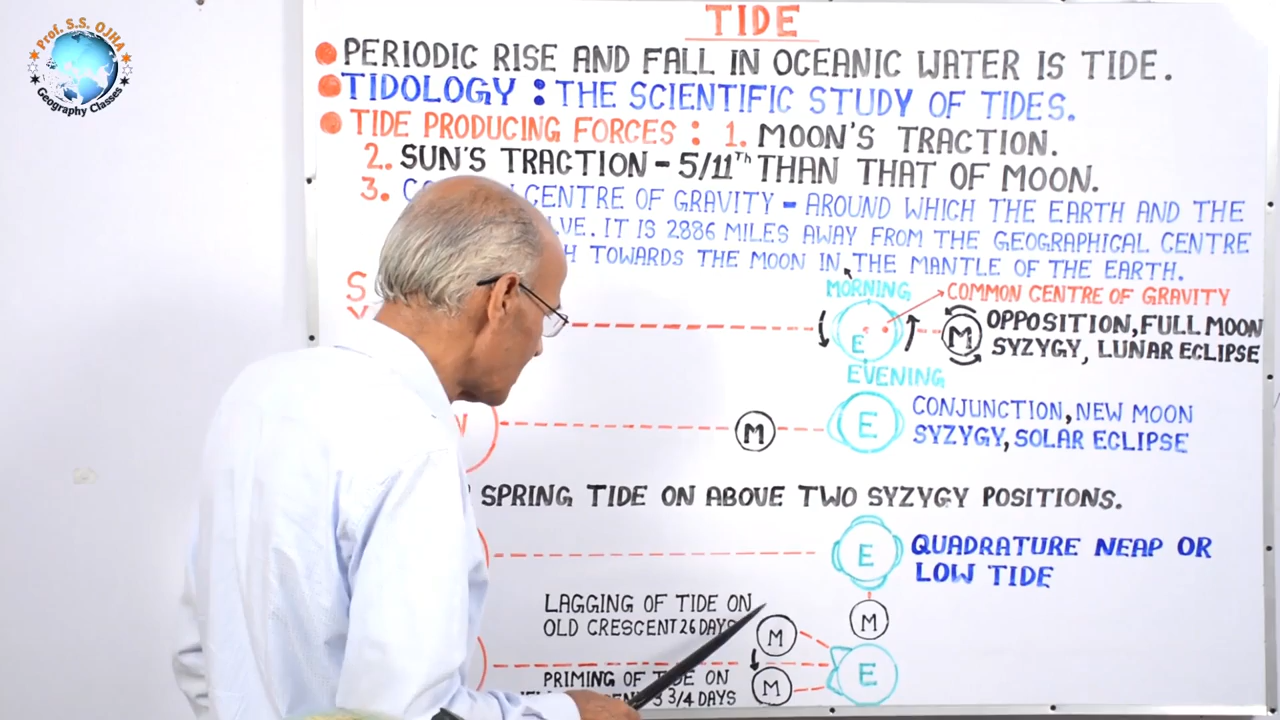 Prof. S.S. OJHA
Geography Classes
TIDE
PERIODIC RISE AND FALL IN OCEANIC WATER IS TIDE.
TIDOLOGY : THE SCIENTIFIC STUDY OF TIDES.
TIDE PRODUCING FORCES : 1. MOON'S TRACTION.
2. SUN'S TRACTION - 5/11Th THAN THAT OF MOON.
3. CENTRE OF GRAVITY - AROUND WHICH THE EARTH AND THE
IT IS 2886 MILES AWAY FROM THE GEOGRAPHICAL CENTRE
TOWARDS THE MOON IN THE MANTLE OF THE EARTH.
S
MORNING
COMMON CENTRE OF GRAVITY
E
M
OPPOSITION, FULL MOON
SYZYGY, LUNAR ECLIPSE
EVENING
M
E
CONJUNCTION, NEW MOON
SYZYGY, SOLAR ECLIPSE
SPRING TIDE ON ABOVE TWO SYZYGY POSITIONS.
E
QUADRATURE NEAP OR
LOW TIDE
M
LAGGING OF TIDE ON
OLD CRESCENT 26 DAYS
M
E
PRIMING OF TIDE ON
3 3/4 DAYS
M